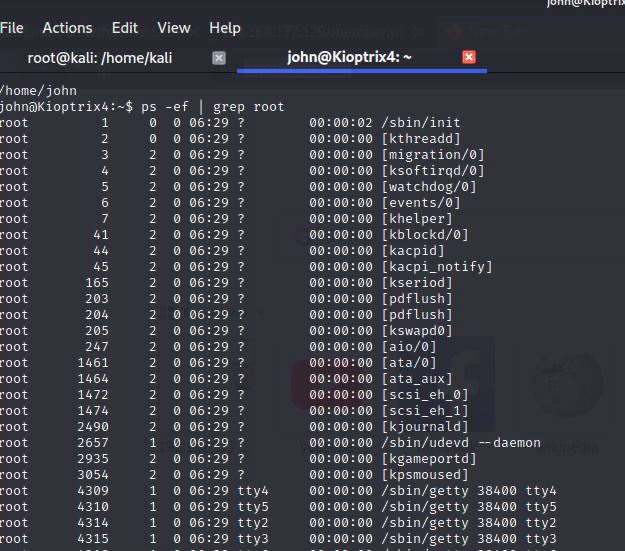 john@Kioptrix4: ~
File Actions Edit View Help
root@kali: /home/kali
john@Kioptrix4: ~
/home/john
john@Kioptrix4:~$ ps -ef | grep root
root 1 0 0 06:29 ? 00:00:02 /sbin/init
root 2 0 0 06:29 ? 00:00:00 [kthreadd]
root 3 2 0 06:29 ? 00:00:00 [migration/0]
root 4 2 0 06:29 ? 00:00:00 [ksoftirqd/0]
root 5 2 0 06:29 ? 00:00:00 [watchdog/0]
root 6 2 0 06:29 ? 00:00:00 [events/0]
root 7 2 0 06:29 ? 00:00:00 [khelper]
root 41 2 0 06:29 ? 00:00:00 [kblockd/0]
root 44 2 0 06:29 ? 00:00:00 [kacpid]
root 45 2 0 06:29 ? 00:00:00 [kacpi_notify]
root 165 2 0 06:29 ? 00:00:00 [kseriod]
root 203 2 0 06:29 ? 00:00:00 [pdflush]
root 204 2 0 06:29 ? 00:00:00 [pdflush]
root 205 2 0 06:29 ? 00:00:00 [kswapd0]
root 247 2 0 06:29 ? 00:00:00 [aio/0]
root 1461 2 0 06:29 ? 00:00:00 [ata/0]
root 1464 2 0 06:29 ? 00:00:00 [ata_aux]
root 1472 2 0 06:29 ? 00:00:00 [scsi_eh_0]
root 1474 2 0 06:29 ? 00:00:00 [scsi_eh_1]
root 2490 2 0 06:29 ? 00:00:00 [kjournald]
root 2657 1 0 06:29 ? 00:00:00 /sbin/udevd --daemon
root 2935 2 0 06:29 ? 00:00:00 [kgameportd]
root 3054 2 0 06:29 ? 00:00:00 [kpsmoused]
root 4309 1 0 06:29 tty4 00:00:00 /sbin/getty 38400 tty4
root 4310 1 0 06:29 tty5 00:00:00 /sbin/getty 38400 tty5
root 4314 1 0 06:29 tty2 00:00:00 /sbin/getty 38400 tty2
root 4315 1 0 06:29 tty3 00:00:00 /sbin/getty 38400 tty3